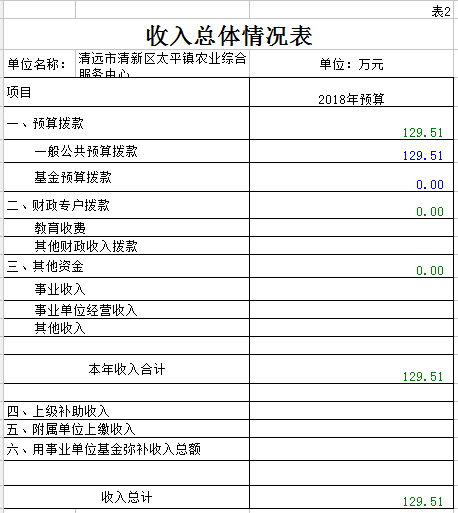 表2
收入总体情况表
单位名称： 清远市清新区太平镇农业综合服务中心 单位：万元
项目 2018年预算
一、预算拨款 129.51
一般公共预算拨款 129.51
基金预算拨款 0.00
二、财政专户拨款 0.00
教育收费
其他财政收入拨款
三、其他资金 0.00
事业收入
事业单位经营收入
其他收入
本年收入合计 129.51
四、上级补助收入
五、附属单位上缴收入
六、用事业单位基金弥补收入总额
收入总计 129.51